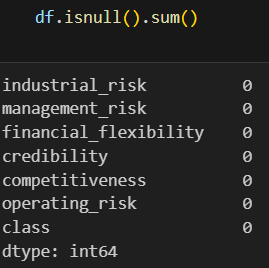 df.isnull().sum()
industrial_risk 0
management_risk 0
financial_flexibility 0
credibility 0
competitiveness 0
operating_risk 0
class 0
dtype: int64